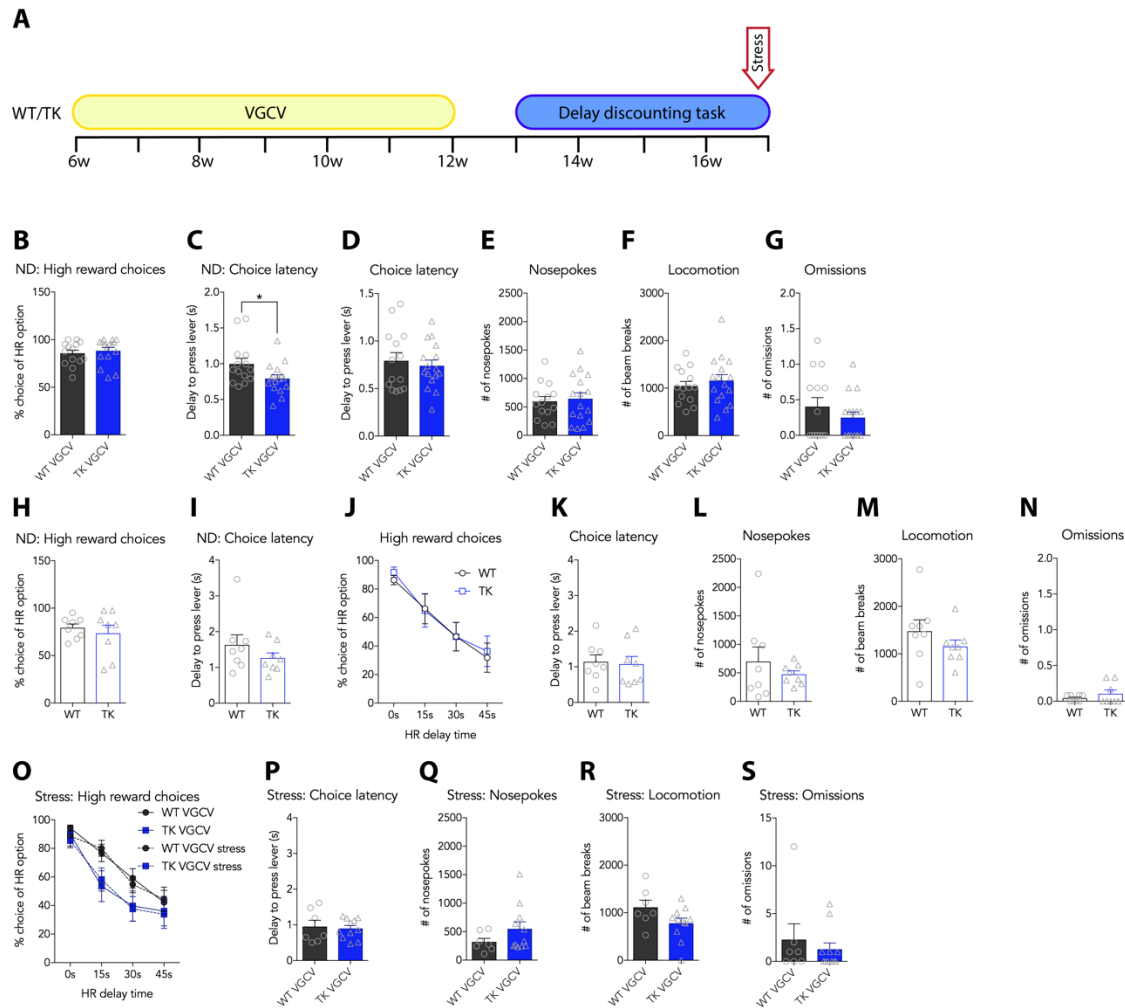 A
Stress
WT/TK
VGCV
Delay discounting task
6w 8w 10w 12w 14w 16w
B
ND: High reward choices
% choice of HR option
150
100
50
0
WT VGCV
TK VGCV
C
ND: Choice latency
Delay to press lever (s)
2.0
1.5
1.0
0.5
0.0
*
WT VGCV
TK VGCV
D
Choice latency
Delay to press lever (s)
1.5
1.0
0.5
0.0
WT VGCV
TK VGCV
E
Nosepokes
# of nosepokes
2500
2000
1500
1000
500
0
WT VGCV
TK VGCV
F
Locomotion
# of beam breaks
3000
2000
1000
0
WT VGCV
TK VGCV
G
Omissions
# of omissions
2.0
1.5
1.0
0.5
0.0
WT VGCV
TK VGCV
H
ND: High reward choices
% choice of HR option
150
100
50
0
WT TK
I
ND: Choice latency
Delay to press lever (s)
4
3
2
1
0
WT TK
J
High reward choices
% choice of HR option
100
80
60
40
20
0
WT
TK
0s 15s 30s 45s
HR delay time
K
Choice latency
Delay to press lever (s)
4
3
2
1
0
WT TK
L
Nosepokes
# of nosepokes
2500
2000
1500
1000
500
0
WT TK
M
Locomotion
# of beam breaks
3000
2000
1000
0
WT TK
N
Omissions
# of omissions
2.0
1.5
1.0
0.5
0.0
WT TK
O
Stress: High reward choices
% choice of HR option
100
80
60
40
20
0
WT VGCV
TK VGCV
WT VGCV stress
TK VGCV stress
0s 15s 30s 45s
HR delay time
P
Stress: Choice latency
Delay to press lever (s)
4
3
2
1
0
WT VGCV
TK VGCV
Q
Stress: Nosepokes
# of nosepokes
2500
2000
1500
1000
500
0
WT VGCV
TK VGCV
R
Stress: Locomotion
# of beam breaks
3000
2000
1000
0
WT VGCV
TK VGCV
S
Stress: Omissions
# of omissions
15
10
5
0
WT VGCV
TK VGCV